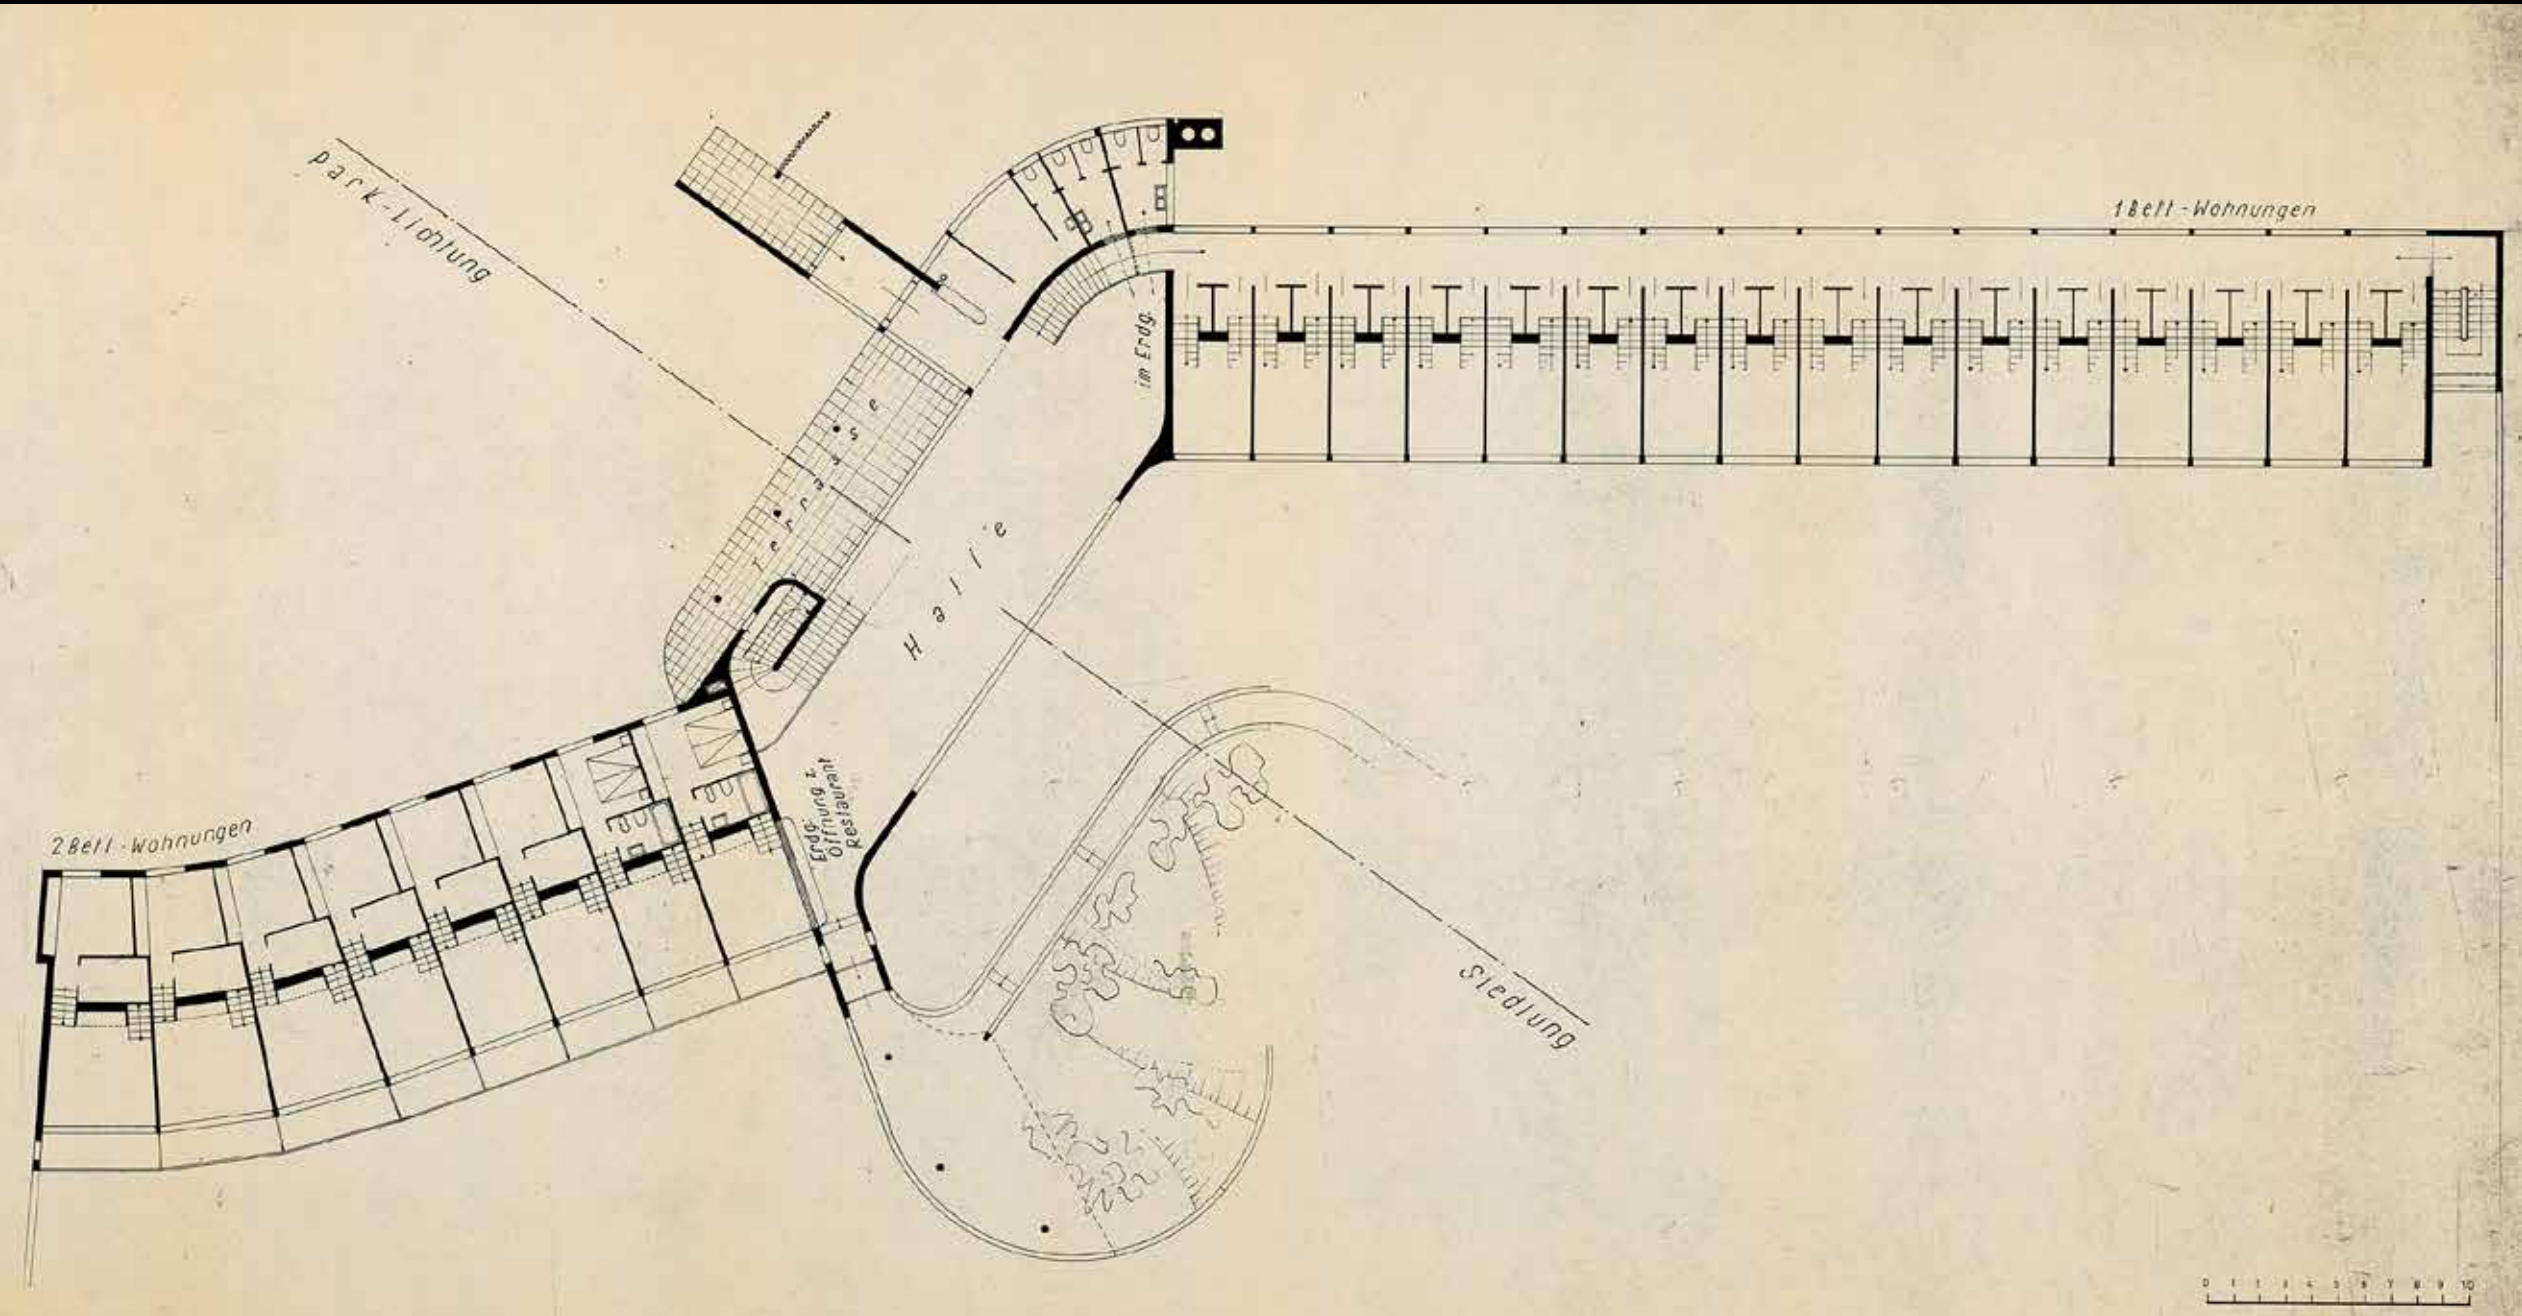 Park-Lichtung
1 Bett-Wohnungen
im Erdg.
Terrasse
Halle
Erdg.
Öffnung z.
Restaurant
2 Bett-Wohnungen
Siedlung
0 1 2 3 4 5 6 7 8 9 10